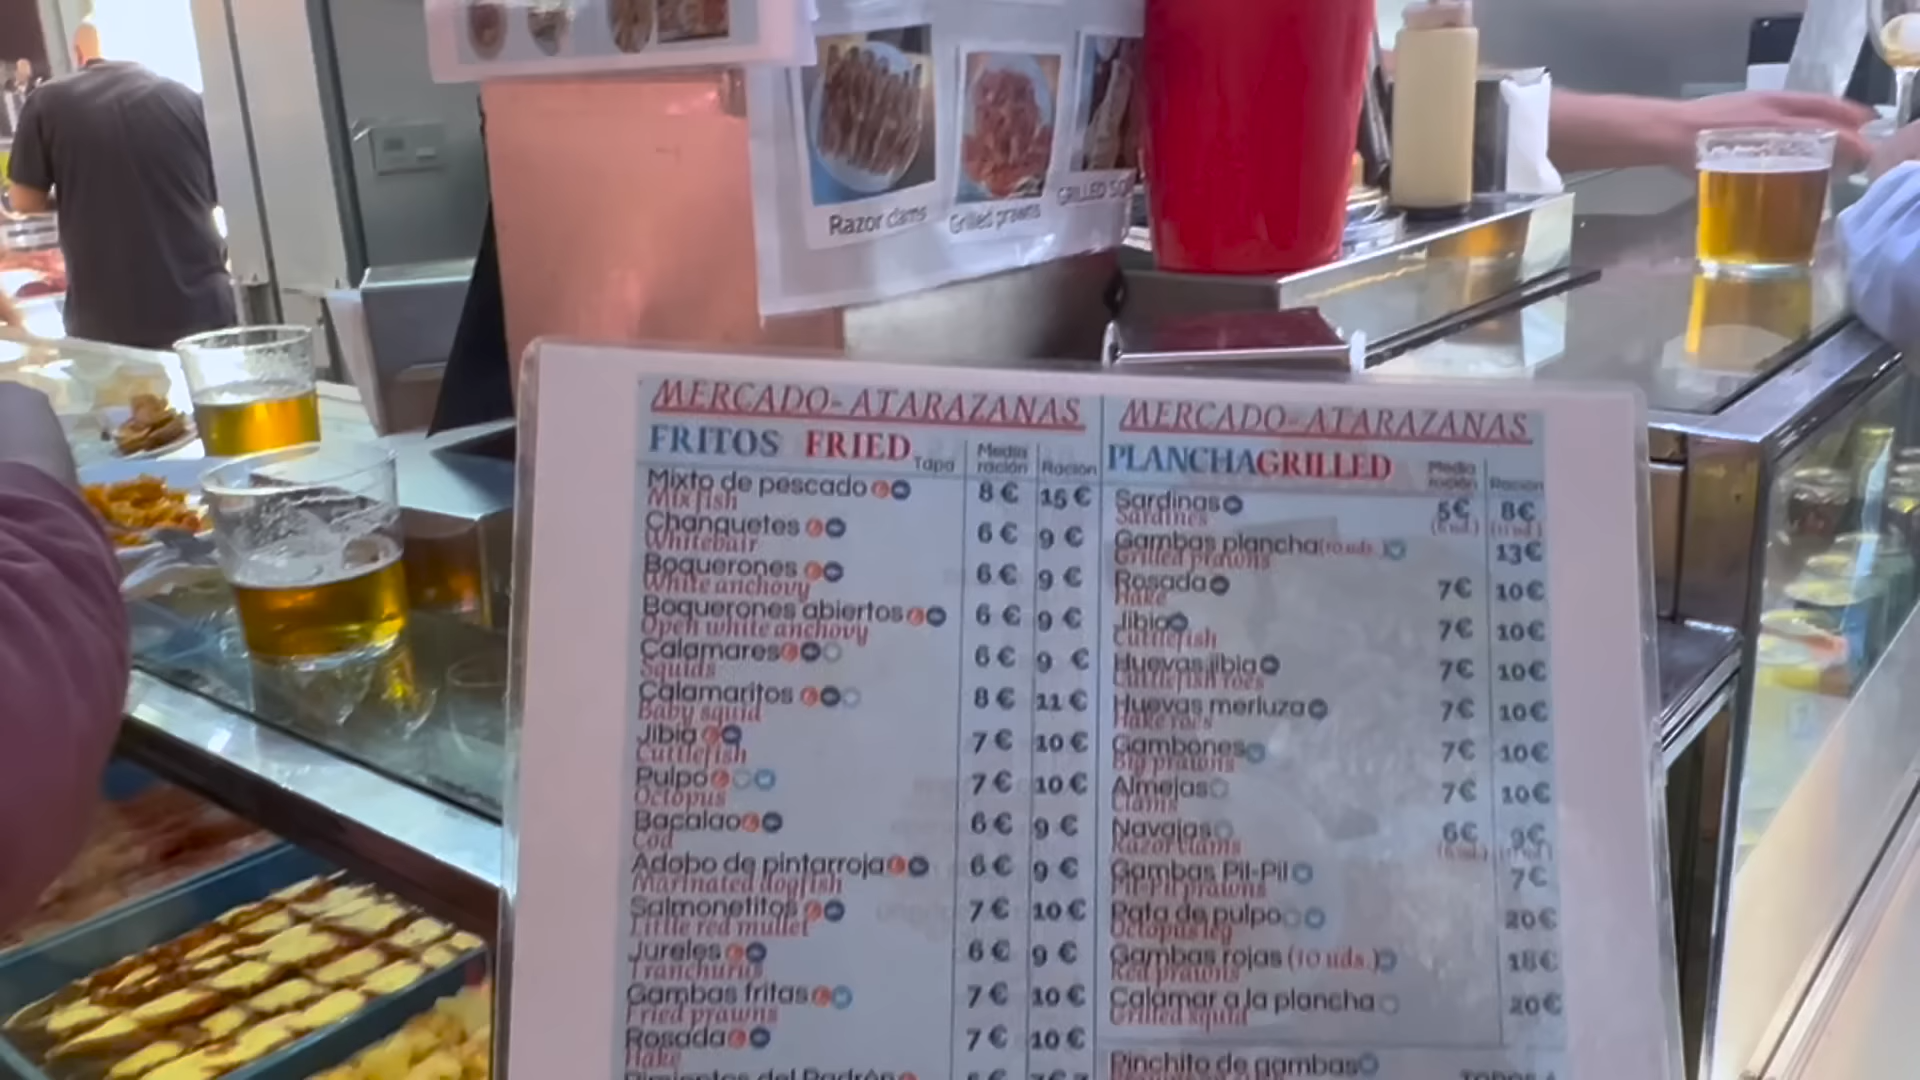 Razor clams
Grilled prawns
GRILLED
MERCADO-ATARAZANAS
FRITOS FRIED Tapa Media ración Ración
Mixto de pescado 8€ 15€
Mix fish
Chanquetes 6€ 9€
Whitebair
Boquerones 6€ 9€
White anchovy
Boquerones abiertos 6€ 9€
Open white anchovy
Calamares 6€ 9€
Squids
Calamaritos 8€ 11€
Baby squid
Jibia 7€ 10€
Cuttlefish
Pulpo 7€ 10€
Octopus
Bacalao 6€ 9€
Cod
Adobo de pintarroja 6€ 9€
Marinated dogfish
Salmonetitos 7€ 10€
Little red mullet
Jureles 6€ 9€
Tranchurus
Gambas fritas 7€ 10€
Fried prawns
Rosada 7€ 10€
Hake
MERCADO-ATARAZANAS
PLANCHA GRILLED Media ración Ración
Sardinas 5€ 8€
Sardines
Gambas plancha (10 uds.) 13€
Grilled prawns
Rosada 7€ 10€
Hake
Jibia 7€ 10€
Cuttlefish
Huevas jibia 7€ 10€
Cuttlefish roes
Huevas merluza 7€ 10€
Hake roes
Gambones 7€ 10€
Big prawns
Almejas 7€ 10€
Clams
Navajas 6€ 9€
Razor clams
Gambas Pil-Pil 7€
Pil-Pil prawns
Pata de pulpo 20€
Octopus leg
Gambas rojas (10 uds.) 18€
Red prawns
Calamar a la plancha 20€
Grilled squid
Pinchito de gambas